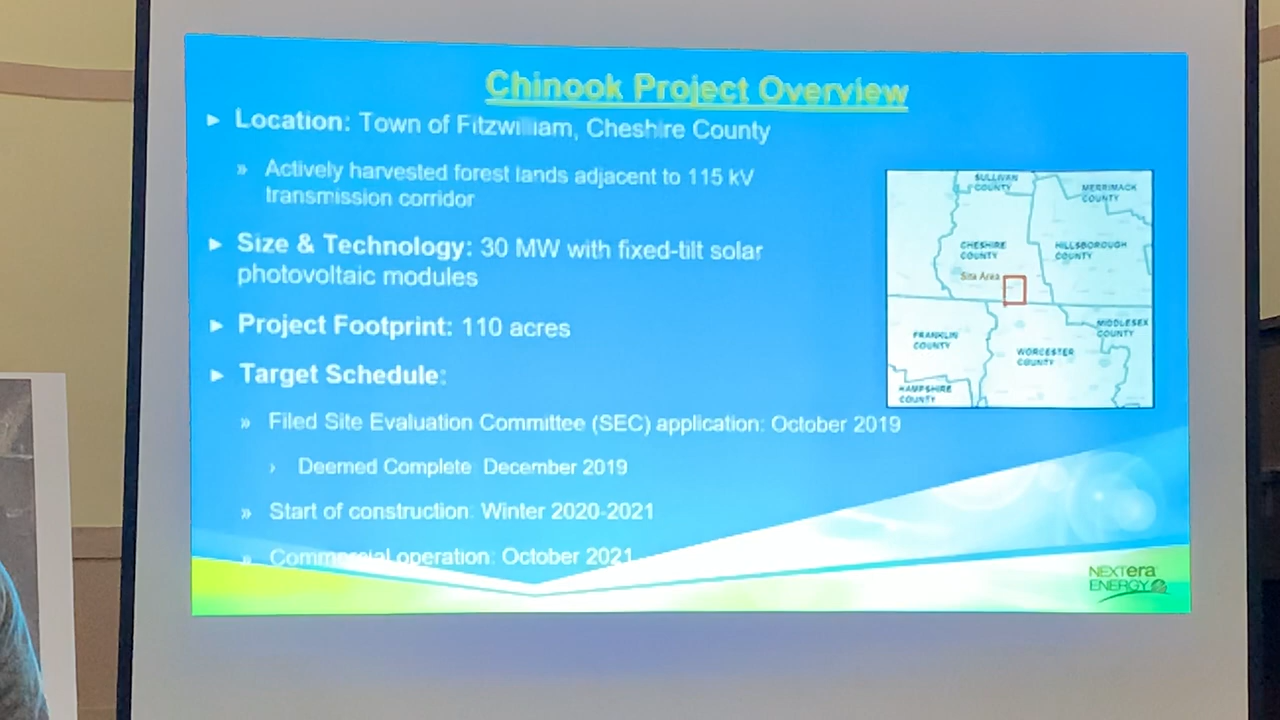 Chinook Project Overview
► Location: Town of Fitzwilliam, Cheshire County
» Actively harvested forest lands adjacent to 115 kV
transmission corridor
► Size & Technology: 30 MW with fixed-tilt solar
photovoltaic modules
► Project Footprint: 110 acres
► Target Schedule:
» Filed Site Evaluation Committee (SEC) application: October 2019
› Deemed Complete December 2019
» Start of construction: Winter 2020-2021
» Commercial operation: October 2021
SULLIVAN
COUNTY
MERRIMACK
COUNTY
CHESHIRE
COUNTY
HILLSBOROUGH
COUNTY
Site Area
FRANKLIN
COUNTY
MIDDLESEX
COUNTY
WORCESTER
COUNTY
HAMPSHIRE
COUNTY
NEXTera
ENERGY